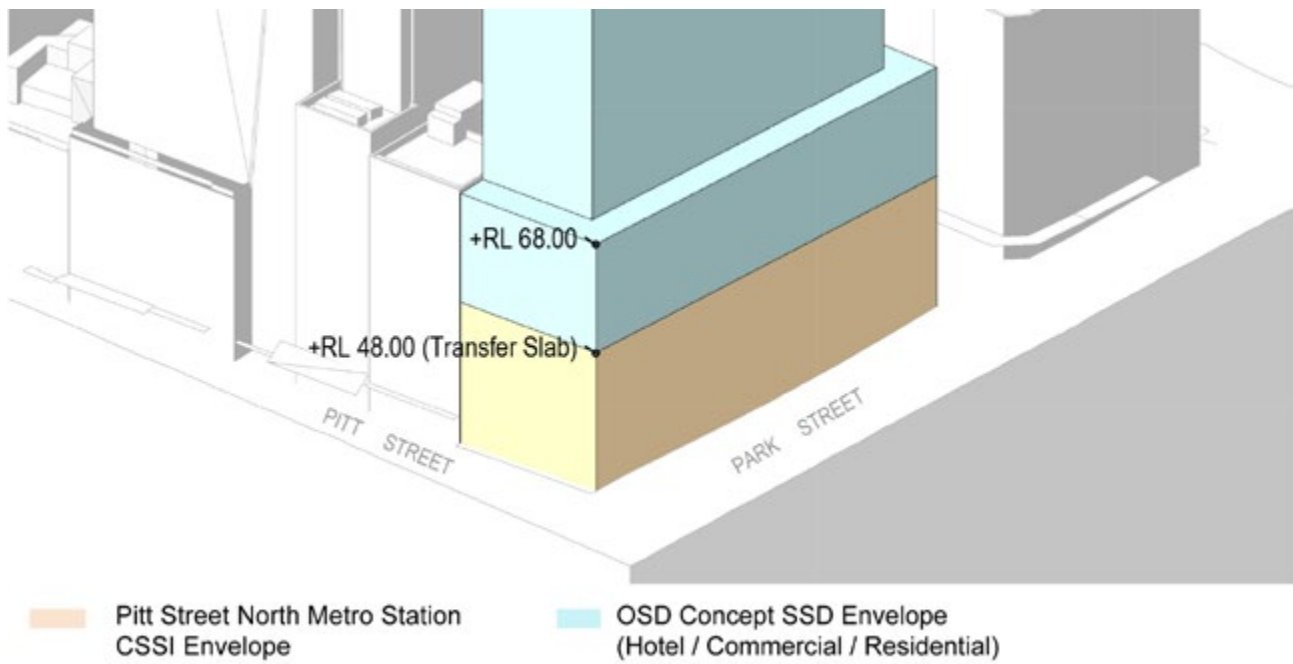 +RL 68.00
+RL 48.00 (Transfer Slab)
PITT STREET
PARK STREET
Pitt Street North Metro Station
CSSI Envelope
OSD Concept SSD Envelope
(Hotel / Commercial / Residential)